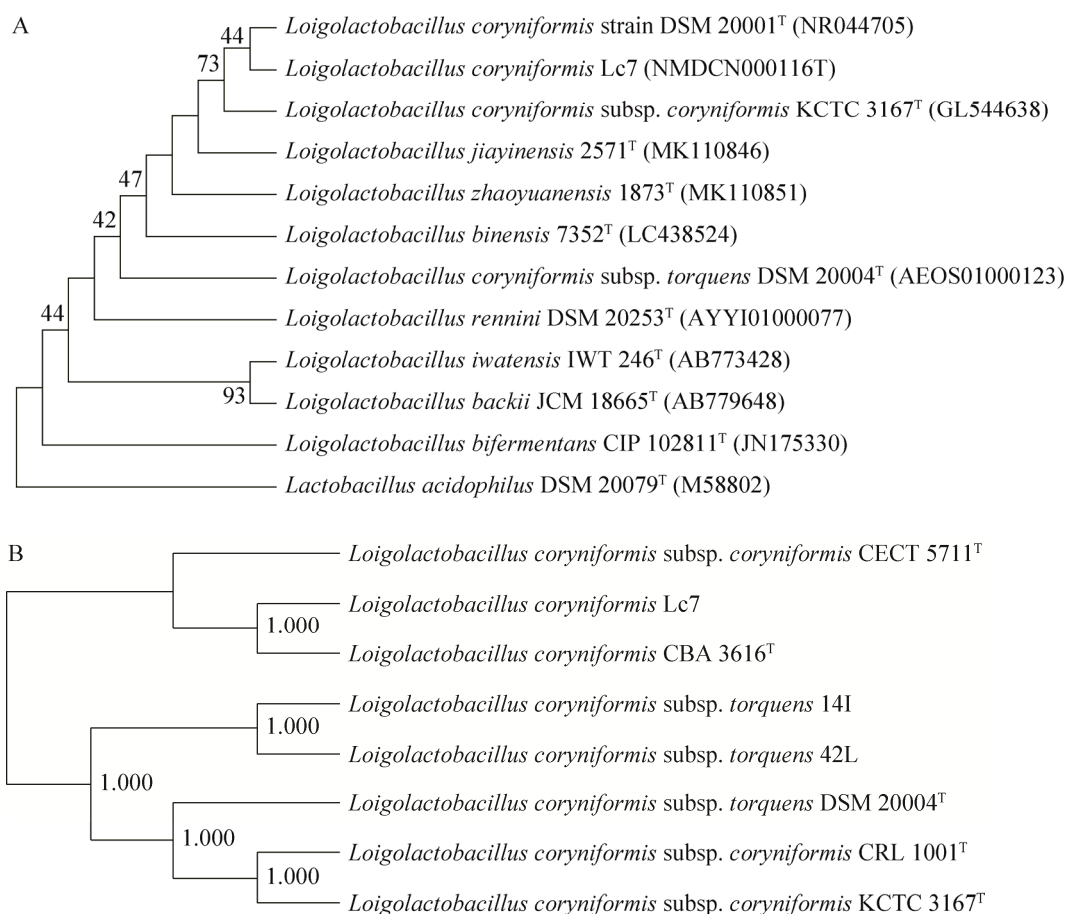 A
44
Loigolactobacillus coryniformis strain DSM 20001ᵀ (NR044705)
73
Loigolactobacillus coryniformis Lc7 (NMDCN000116T)
Loigolactobacillus coryniformis subsp. coryniformis KCTC 3167ᵀ (GL544638)
Loigolactobacillus jiayinensis 2571ᵀ (MK110846)
47
Loigolactobacillus zhaoyuanensis 1873ᵀ (MK110851)
42
Loigolactobacillus binensis 7352ᵀ (LC438524)
Loigolactobacillus coryniformis subsp. torquens DSM 20004ᵀ (AEOS01000123)
44
Loigolactobacillus rennini DSM 20253ᵀ (AYYI01000077)
Loigolactobacillus iwatensis IWT 246ᵀ (AB773428)
93
Loigolactobacillus backii JCM 18665ᵀ (AB779648)
Loigolactobacillus bifermentans CIP 102811ᵀ (JN175330)
Lactobacillus acidophilus DSM 20079ᵀ (M58802)
B
Loigolactobacillus coryniformis subsp. coryniformis CECT 5711ᵀ
Loigolactobacillus coryniformis Lc7
1.000
Loigolactobacillus coryniformis CBA 3616ᵀ
Loigolactobacillus coryniformis subsp. torquens 14I
1.000
Loigolactobacillus coryniformis subsp. torquens 42L
1.000
Loigolactobacillus coryniformis subsp. torquens DSM 20004ᵀ
1.000
Loigolactobacillus coryniformis subsp. coryniformis CRL 1001ᵀ
1.000
Loigolactobacillus coryniformis subsp. coryniformis KCTC 3167ᵀ